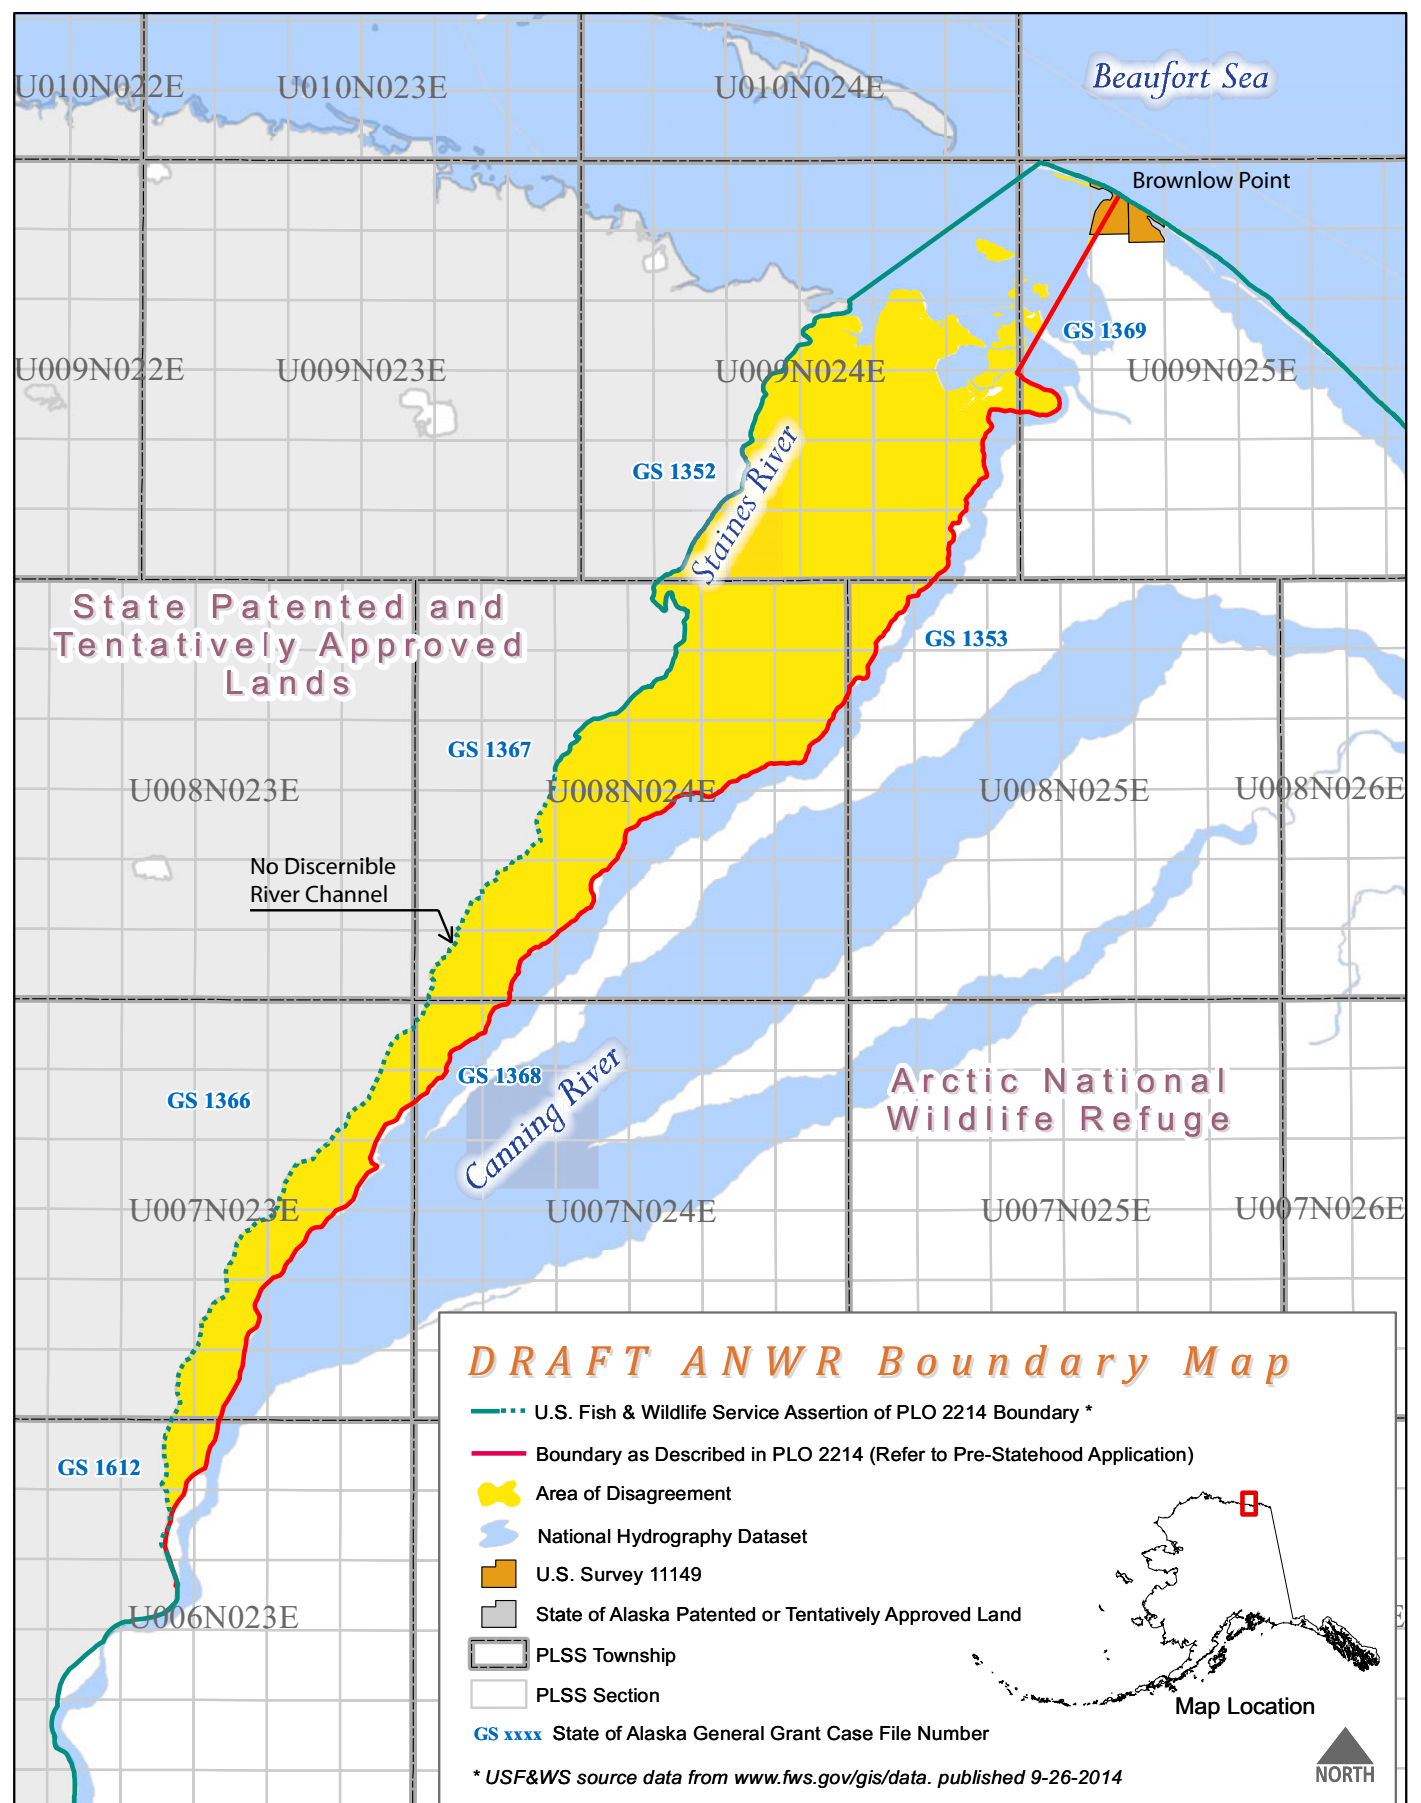 Beaufort Sea
U010N022E
U010N023E
U010N024E
Brownlow Point
GS 1369
U009N022E
U009N023E
U009N024E
U009N025E
GS 1352
Staines River
State Patented and
Tentatively Approved
Lands
GS 1353
GS 1367
U008N023E
U008N024E
U008N025E
U008N026E
No Discernible
River Channel
GS 1368
GS 1366
Canning River
Arctic National
Wildlife Refuge
U007N023E
U007N024E
U007N025E
U007N026E
GS 1612
U006N023E
DRAFT ANWR Boundary Map
U.S. Fish & Wildlife Service Assertion of PLO 2214 Boundary *
Boundary as Described in PLO 2214 (Refer to Pre-Statehood Application)
Area of Disagreement
National Hydrography Dataset
U.S. Survey 11149
State of Alaska Patented or Tentatively Approved Land
PLSS Township
PLSS Section
GS xxxx State of Alaska General Grant Case File Number
* USF&WS source data from www.fws.gov/gis/data. published 9-26-2014
Map Location
NORTH